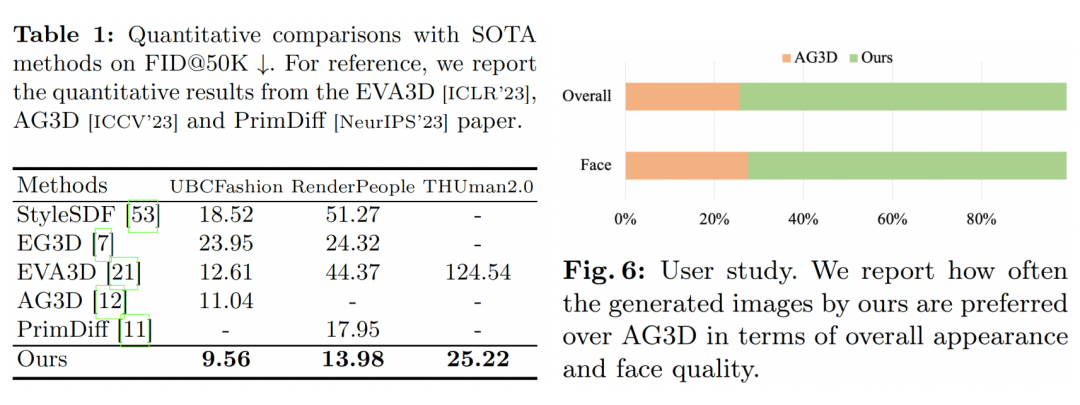 Table 1: Quantitative comparisons with SOTA
methods on FID@50K ↓. For reference, we report
the quantitative results from the EVA3D [ICLR'23],
AG3D [ICCV'23] and PrimDiff [NeurIPS'23] paper.
Methods UBCFashion RenderPeople THUman2.0
StyleSDF [53] 18.52 51.27 -
EG3D [7] 23.95 24.32 -
EVA3D [21] 12.61 44.37 124.54
AG3D [12] 11.04 - -
PrimDiff [11] - 17.95 -
Ours 9.56 13.98 25.22
AG3D Ours
Overall
Face
0% 20% 40% 60% 80%
Fig. 6: User study. We report how often
the generated images by ours are preferred
over AG3D in terms of overall appearance
and face quality.